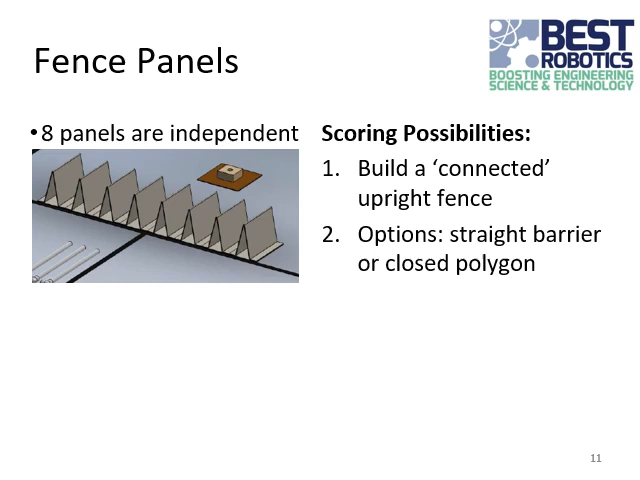 Fence Panels
BEST
ROBOTICS
BOOSTING ENGINEERING
SCIENCE & TECHNOLOGY
•8 panels are independent
Scoring Possibilities:
1. Build a ‘connected’
upright fence
2. Options: straight barrier
or closed polygon
11